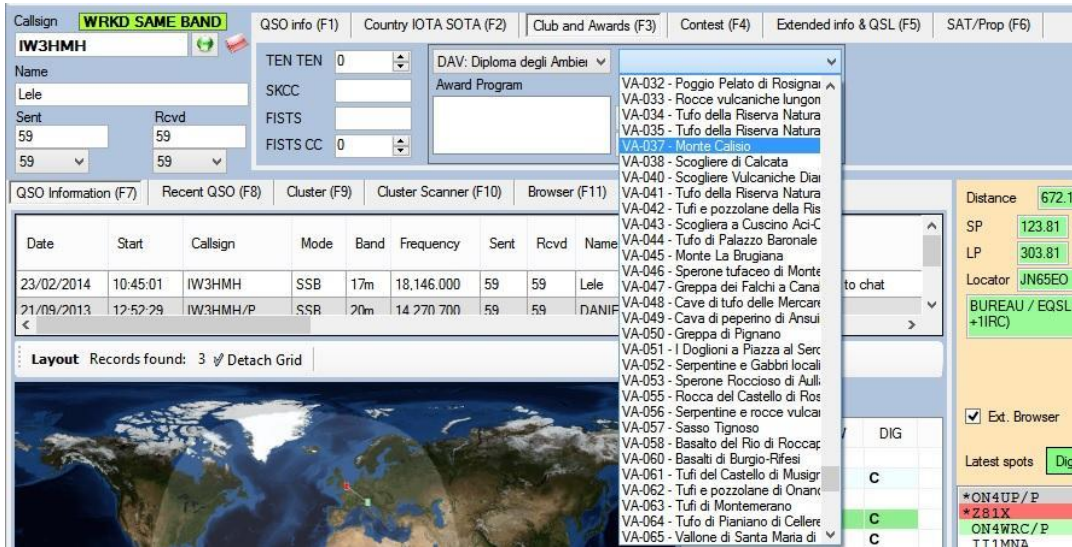 Callsign WRKD SAME BAND
IW3HMH
Name
Lele
Sent Rcvd
59 59
59 59
QSO info (F1) Country IOTA SOTA (F2) Club and Awards (F3) Contest (F4) Extended info & QSL (F5) SAT/Prop (F6)
TEN TEN 0
SKCC
FISTS
FISTS CC 0
DAV: Diploma degli Ambier
Award Program
VA-032 - Poggio Pelato di Rosignar
VA-033 - Rocce vulcaniche lungom
VA-034 - Tufo della Riserva Natura
VA-035 - Tufo della Riserva Natura
VA-037 - Monte Calisio
VA-038 - Scogliere di Calcata
VA-040 - Scogliere Vulcaniche Diar
VA-041 - Tufo della Riserva Natura
VA-042 - Tufi e pozzolane della Ris
VA-043 - Scogliera a Cuscino Aci-C
VA-044 - Tufo di Palazzo Baronale
VA-045 - Monte La Brugiana
VA-046 - Sperone tufaceo di Monte
VA-047 - Greppa dei Falchi a Canal
VA-048 - Cave di tufo delle Mercare
VA-049 - Cava di peperino di Ansui
VA-050 - Greppa di Pignano
VA-051 - I Doglioni a Piazza al Serc
VA-052 - Serpentine e Gabbri locali
VA-053 - Sperone Roccioso di Aulla
VA-055 - Rocca del Castello di Ros
VA-056 - Serpentine e rocce vulcar
VA-057 - Sasso Tignoso
VA-058 - Basalto del Rio di Roccap
VA-060 - Basalti di Burgio-Rifesi
VA-061 - Tufi del Castello di Musigr
VA-062 - Tufi e pozzolane di Onano
VA-063 - Tufi di Montemerano
VA-064 - Tufo di Pianiano di Cellere
VA-065 - Vallone di Santa Maria di
QSO Information (F7) Recent QSO (F8) Cluster (F9) Cluster Scanner (F10) Browser (F11)
Date Start Callsign Mode Band Frequency Sent Rcvd Name
23/02/2014 10:45:01 IW3HMH SSB 17m 18,146.000 59 59 Lele to chat
21/09/2013 12:52:29 IW3HMH/P SSB 20m 14,270.700 59 59 DANIE
Layout Records found: 3 Detach Grid
DIG
C
C
C
Distance 672.1
SP 123.81
LP 303.81
Locator JN65EO
BUREAU / EQSL
+1IRC)
Ext. Browser
Latest spots Dig
*ON4UP/P
*Z81X
ON4WRC/P
II1MNA